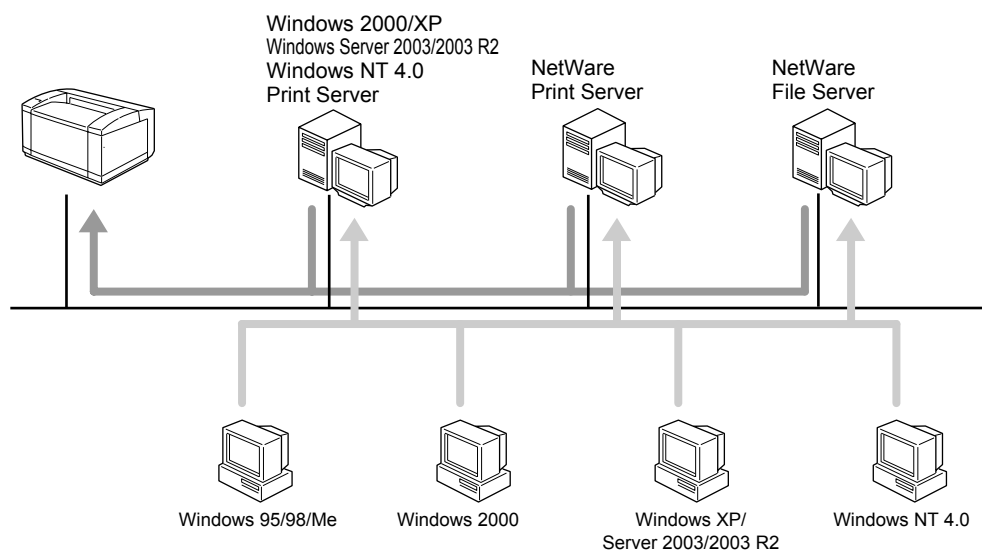 Windows 2000/XP
Windows Server 2003/2003 R2
Windows NT 4.0
Print Server
NetWare
Print Server
NetWare
File Server
Windows 95/98/Me
Windows 2000
Windows XP/
Server 2003/2003 R2
Windows NT 4.0